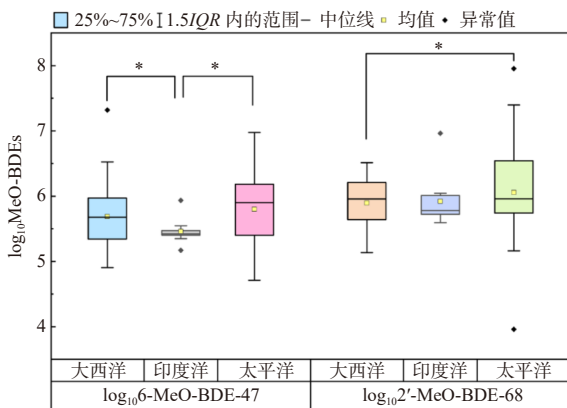 25%~75% 1.5IQR 内的范围 中位线 均值 异常值
* * *
log₁₀MeO-BDEs
8
7
6
5
4
大西洋 印度洋 太平洋 大西洋 印度洋 太平洋
log₁₀6-MeO-BDE-47 log₁₀2′-MeO-BDE-68